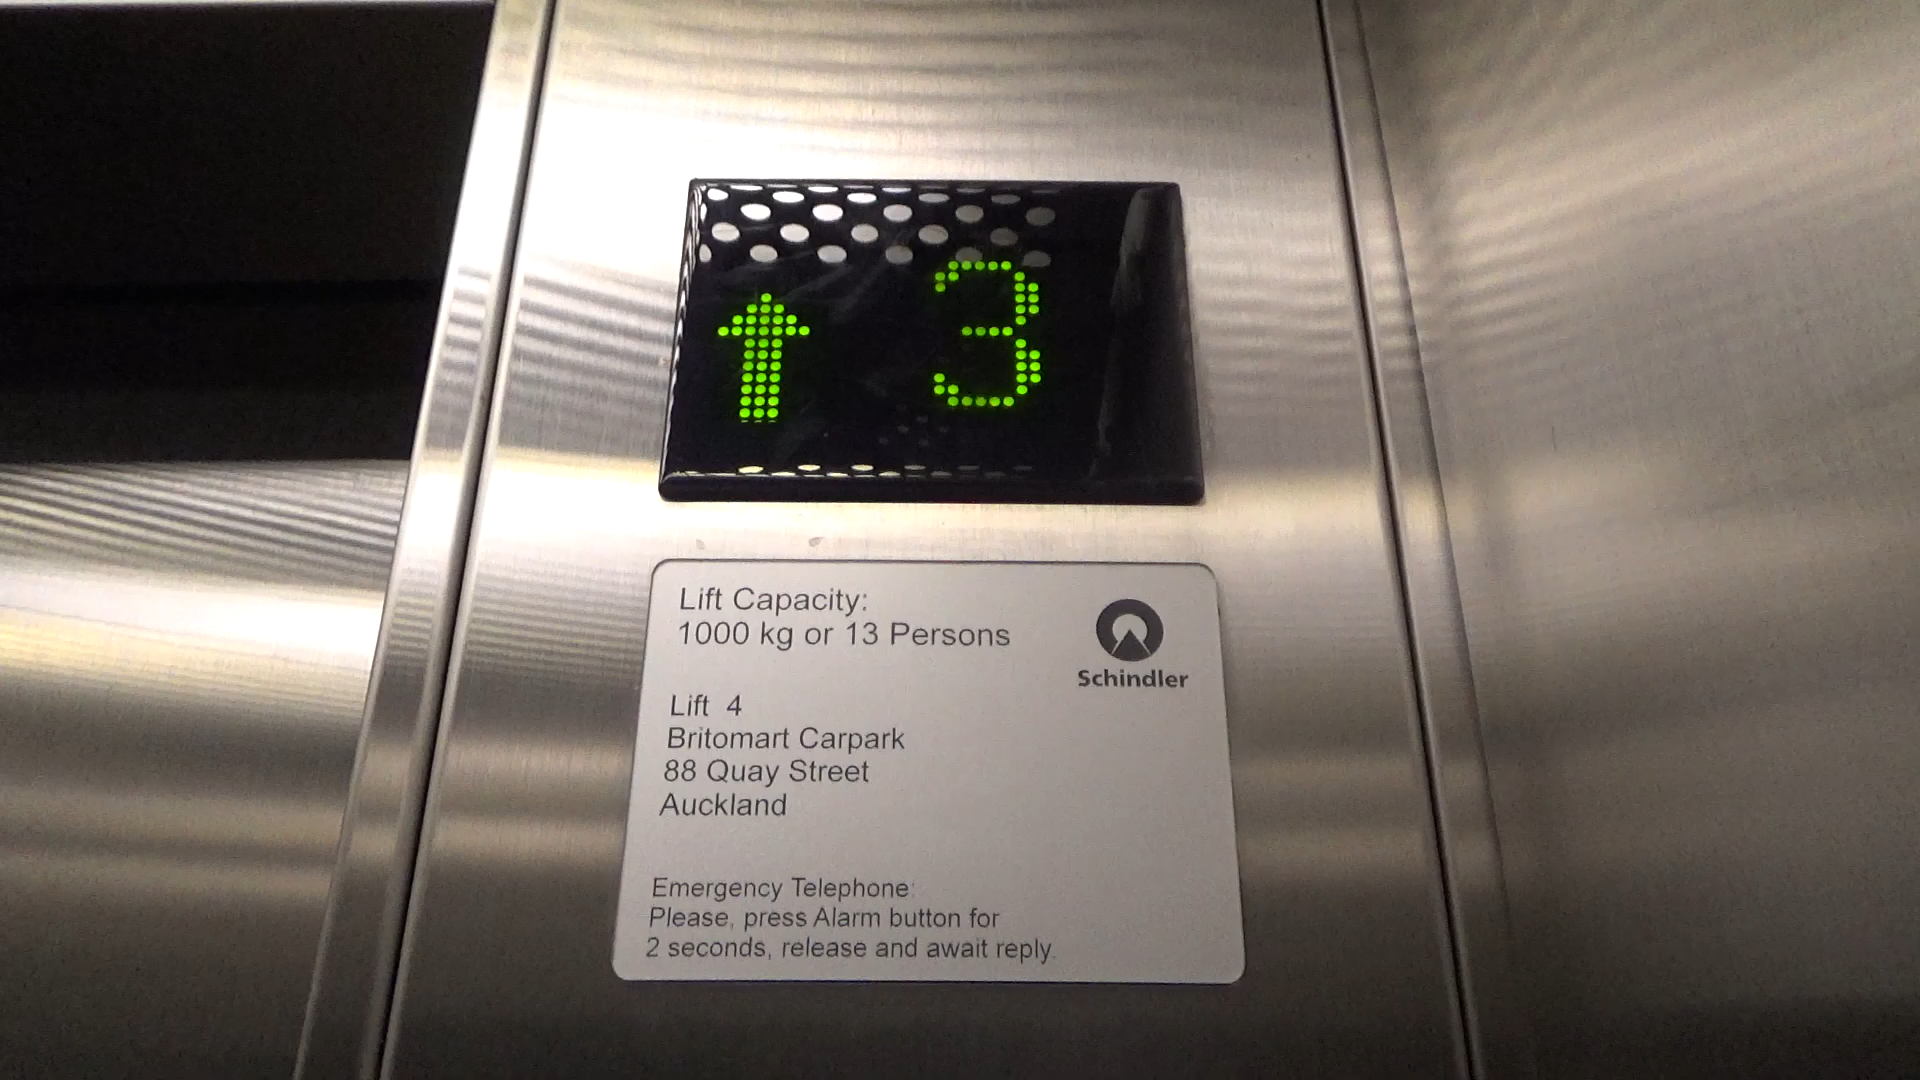 3
Lift Capacity:
1000 kg or 13 Persons
Schindler
Lift 4
Britomart Carpark
88 Quay Street
Auckland
Emergency Telephone:
Please, press Alarm button for
2 seconds, release and await reply.